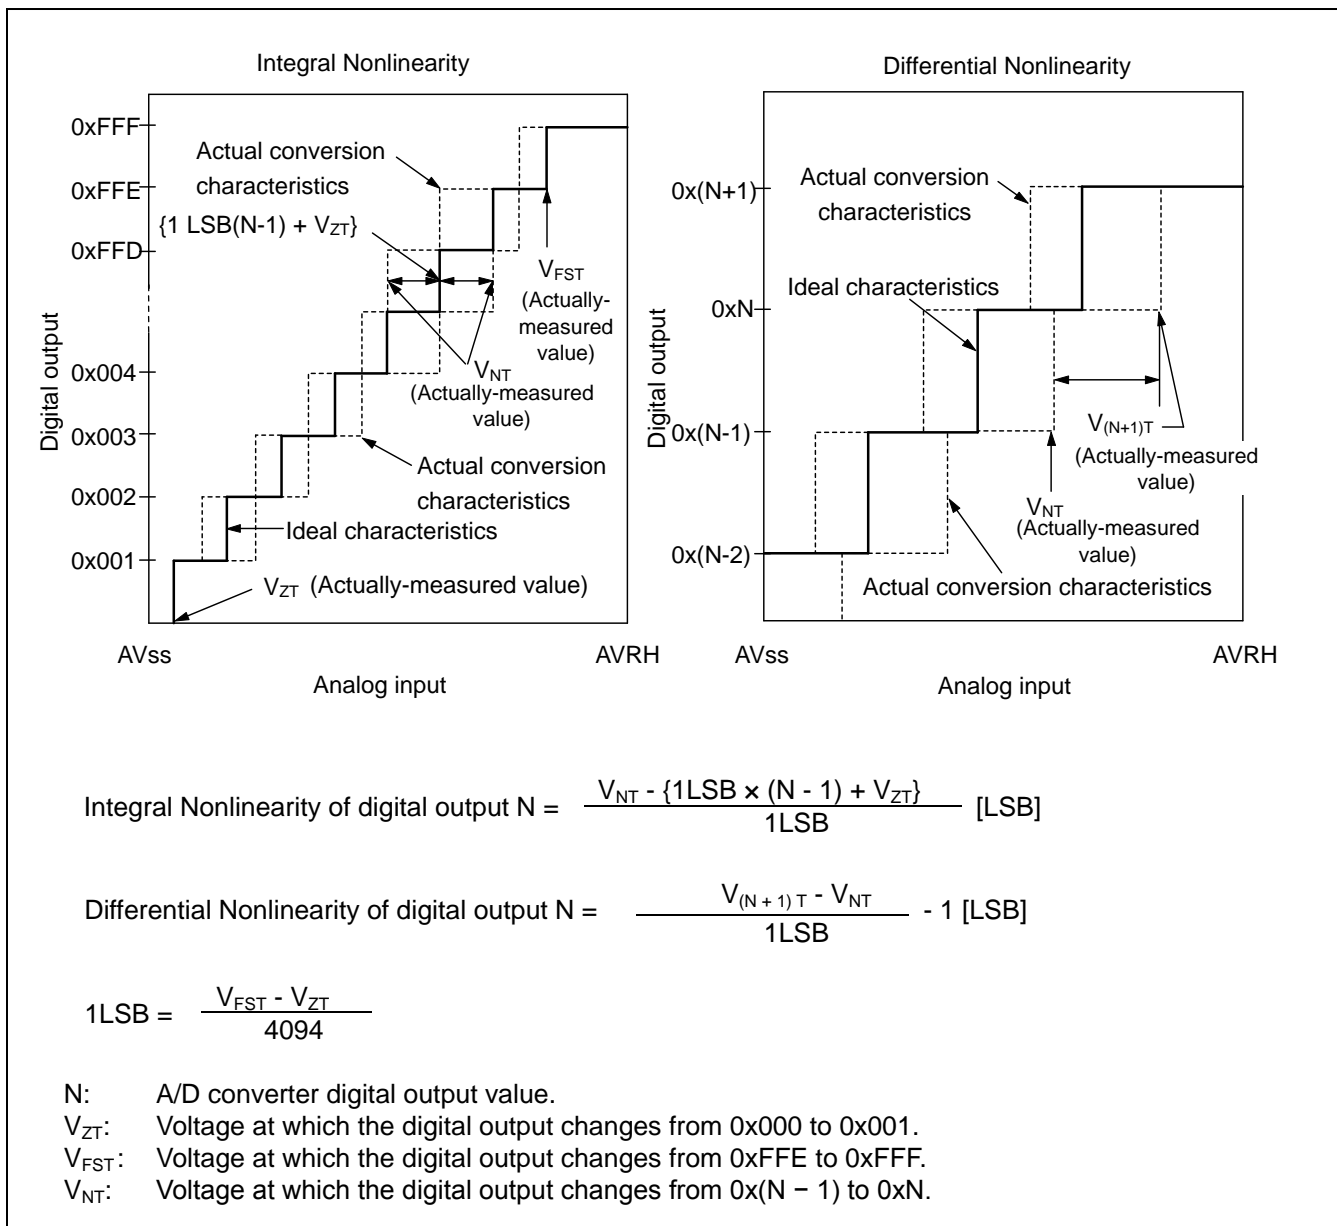 Integral Nonlinearity
0xFFF
Actual conversion
characteristics
0xFFE
{1 LSB(N-1) + VZT}
0xFFD
VFST
(Actually-
measured
value)
Digital output
0x004
VNT
(Actually-measured
value)
0x003
Actual conversion
characteristics
0x002
Ideal characteristics
0x001
VZT (Actually-measured value)
AVss
AVRH
Analog input
Differential Nonlinearity
0x(N+1)
Actual conversion
characteristics
Ideal characteristics
0xN
Digital output
0x(N-1)
V(N+1)T
(Actually-measured
value)
VNT
(Actually-measured
value)
0x(N-2)
Actual conversion characteristics
AVss
AVRH
Analog input
Integral Nonlinearity of digital output N = VNT - {1LSB × (N - 1) + VZT} [LSB]
1LSB
Differential Nonlinearity of digital output N = V(N + 1) T - VNT - 1 [LSB]
1LSB
1LSB = VFST - VZT
4094
N: A/D converter digital output value.
VZT: Voltage at which the digital output changes from 0x000 to 0x001.
VFST: Voltage at which the digital output changes from 0xFFE to 0xFFF.
VNT: Voltage at which the digital output changes from 0x(N − 1) to 0xN.